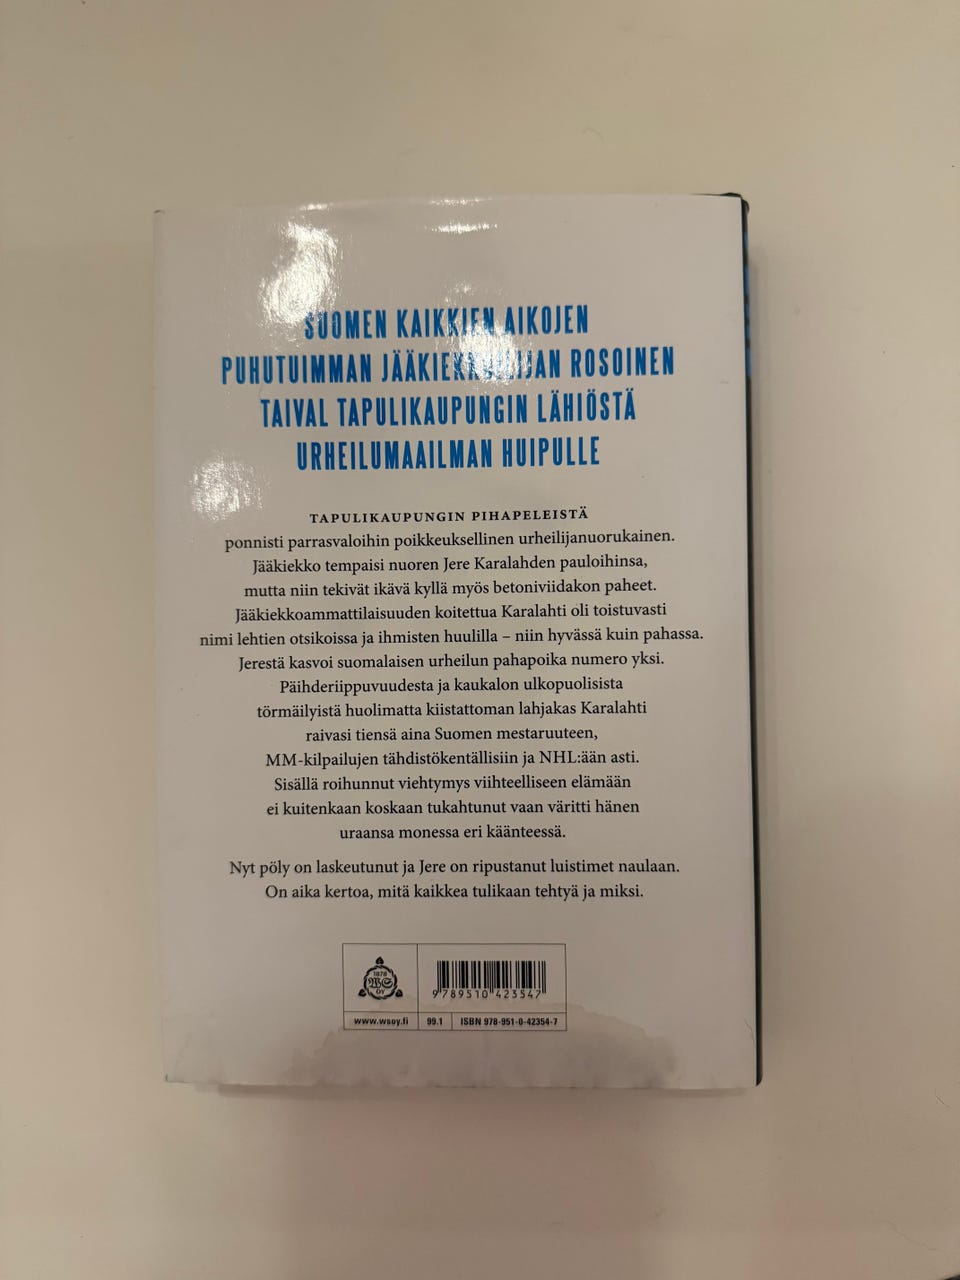 SUOMEN KAIKKIEN AIKOJEN
PUHUTUIMMAN JÄÄKIEKKOILIJAN ROSOINEN
TAIVAL TAPULIKAUPUNGIN LÄHIÖSTÄ
URHEILUMAAILMAN HUIPULLE
TAPULIKAUPUNGIN PIHAPELEISTÄ
ponnisti parrasvaloihin poikkeuksellinen urheilijanuorukainen.
Jääkiekko tempaisi nuoren Jere Karalahden pauloihinsa,
mutta niin tekivät ikävä kyllä myös betoniviidakon paheet.
Jääkiekkoammattilaisuuden koitettua Karalahti oli toistuvasti
nimi lehtien otsikoissa ja ihmisten huulilla – niin hyvässä kuin pahassa.
Jerestä kasvoi suomalaisen urheilun pahapoika numero yksi.
Päihderiippuvuudesta ja kaukalon ulkopuolisista
törmäilyistä huolimatta kiistattoman lahjakas Karalahti
raivasi tiensä aina Suomen mestaruuteen,
MM-kilpailujen tähdistökentällisiin ja NHL:ään asti.
Sisällä roihunnut viehtymys viihteelliseen elämään
ei kuitenkaan koskaan tukahtunut vaan väritti hänen
uraansa monessa eri käänteessä.
Nyt pöly on laskeutunut ja Jere on ripustanut luistimet naulaan.
On aika kertoa, mitä kaikkea tulikaan tehtyä ja miksi.
1878
WS
OY
9 789510 423547
www.wsoy.fi 99.1 ISBN 978-951-0-42354-7